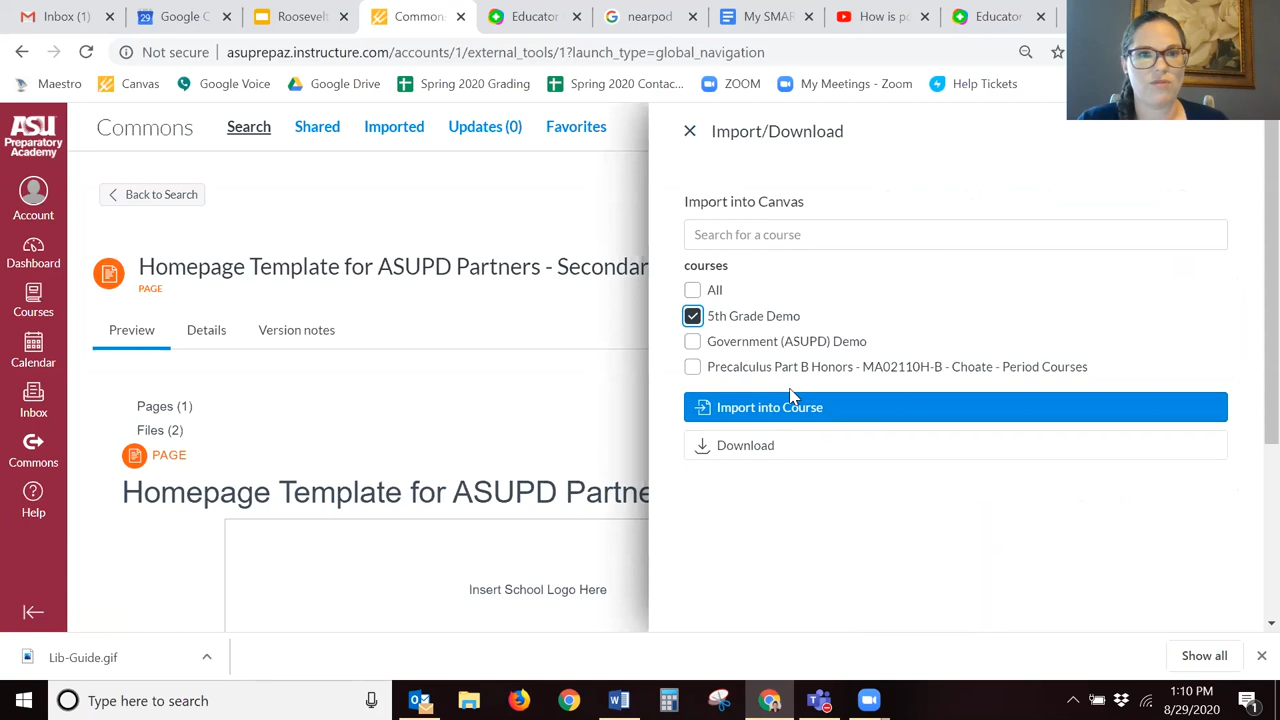 Inbox (1)
Google C
Roosevelt
Commons
Educator
nearpod
My SMAR
How is po
Educator
Not secure
asuprepaz.instructure.com/accounts/1/external_tools/1?launch_type=global_navigation
Maestro
Canvas
Google Voice
Google Drive
Spring 2020 Grading
Spring 2020 Contac...
ZOOM
My Meetings - Zoom
Help Tickets
ASU
Preparatory
Academy
Account
Dashboard
Courses
Calendar
Inbox
Commons
Help
Commons
Search
Shared
Imported
Updates (0)
Favorites
Back to Search
Homepage Template for ASUPD Partners - Secondar
PAGE
Preview
Details
Version notes
Pages (1)
Files (2)
PAGE
Homepage Template for ASUPD Partne
Insert School Logo Here
Import/Download
Import into Canvas
Search for a course
courses
All
5th Grade Demo
Government (ASUPD) Demo
Precalculus Part B Honors - MA02110H-B - Choate - Period Courses
Import into Course
Download
Lib-Guide.gif
Show all
Type here to search
1:10 PM
8/29/2020
1